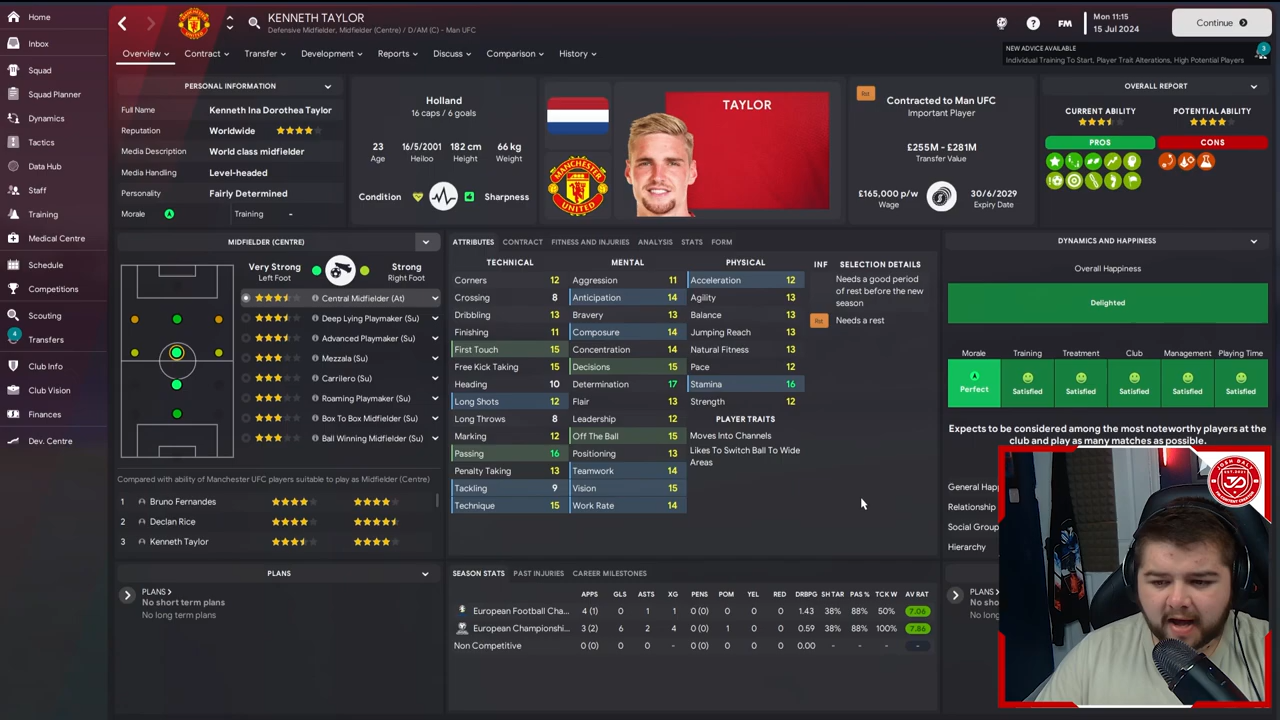 Home
Inbox
Squad
Squad Planner
Dynamics
Tactics
Data Hub
Staff
Training
Medical Centre
Schedule
Competitions
Scouting
4
Transfers
Club Info
Club Vision
Finances
Dev. Centre
KENNETH TAYLOR
Defensive Midfielder, Midfielder (Centre) / D/AM (C) - Man UFC
FM
Mon 11:15
15 Jul 2024
Continue
Overview
Contract
Transfer
Development
Reports
Discuss
Comparison
History
NEW ADVICE AVAILABLE
Individual Training To Start, Player Trait Alterations, High Potential Players
3
PERSONAL INFORMATION
Full Name Kenneth Ina Dorothea Taylor
Reputation Worldwide
Media Description World class midfielder
Media Handling Level-headed
Personality Fairly Determined
Morale Training -
Holland
16 caps / 6 goals
23 16/5/2001 182 cm 66 kg
Age Heiloo Height Weight
Condition Sharpness
TAYLOR
Rst
Contracted to Man UFC
Important Player
£255M - £281M
Transfer Value
£165,000 p/w 30/6/2029
Wage Expiry Date
OVERALL REPORT
CURRENT ABILITY POTENTIAL ABILITY
PROS CONS
MIDFIELDER (CENTRE)
Very Strong Strong
Left Foot Right Foot
Central Midfielder (At)
Deep Lying Playmaker (Su)
Advanced Playmaker (Su)
Mezzala (Su)
Carrilero (Su)
Roaming Playmaker (Su)
Box To Box Midfielder (Su)
Ball Winning Midfielder (Su)
Compared with ability of Manchester UFC players suitable to play as Midfielder (Centre)
1 Bruno Fernandes
2 Declan Rice
3 Kenneth Taylor
ATTRIBUTES CONTRACT FITNESS AND INJURIES ANALYSIS STATS FORM
TECHNICAL MENTAL PHYSICAL
Corners 12 Aggression 11 Acceleration 12
Crossing 8 Anticipation 14 Agility 13
Dribbling 13 Bravery 13 Balance 13
Finishing 11 Composure 14 Jumping Reach 13
First Touch 15 Concentration 14 Natural Fitness 13
Free Kick Taking 15 Decisions 15 Pace 12
Heading 10 Determination 17 Stamina 16
Long Shots 12 Flair 13 Strength 12
Long Throws 8 Leadership 12 PLAYER TRAITS
Marking 12 Off The Ball 15 Moves Into Channels
Passing 16 Positioning 13 Likes To Switch Ball To Wide Areas
Penalty Taking 13 Teamwork 14
Tackling 9 Vision 15
Technique 15 Work Rate 14
INF SELECTION DETAILS
Needs a good period
of rest before the new
season
Rst Needs a rest
DYNAMICS AND HAPPINESS
Overall Happiness
Delighted
Morale Training Treatment Club Management Playing Time
Perfect Satisfied Satisfied Satisfied Satisfied Satisfied
Expects to be considered among the most noteworthy players at the
club and play as many matches as possible.
General Hap
Relationship
Social Group
Hierarchy
PLANS
PLANS
No short term plans
No long term plans
SEASON STATS PAST INJURIES CAREER MILESTONES
APPS GLS ASTS XG PENS POM YEL RED DRBPG SH TAR PAS % TCK W AV RAT
European Football Cha... 4 (1) 0 1 1 0 (0) 0 0 0 1.43 38% 88% 50% 7.06
European Championshi... 3 (2) 6 2 4 0 (0) 1 0 0 0.59 38% 88% 100% 7.86
Non Competitive 0 (0) 0 0 - 0 (0) 0 0 0 0.00 - - - -
PLANS
No sho
No long
JOSH DALY